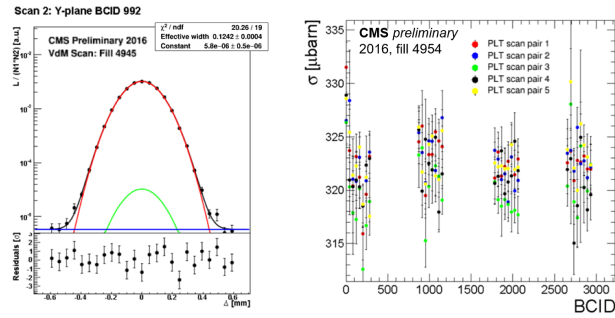 Scan 2: Y-plane BCID 992
χ² / ndf 20.26 / 19
Effective width 0.1242 ± 0.0004
Constant 5.8e-06 ± 0.5e-06
CMS Preliminary 2016
VdM Scan: Fill 4945
L / (N1*N2) [a.u.]
10⁻²
10⁻⁴
10⁻⁶
Residuals [σ]
3
2
1
0
-1
-2
-3
-0.6 -0.4 -0.2 0 0.2 0.4 0.6
Δ [mm]
CMS preliminary
2016, fill 4954
PLT scan pair 1
PLT scan pair 2
PLT scan pair 3
PLT scan pair 4
PLT scan pair 5
σ [μbarn]
335
330
325
320
315
0 500 1000 1500 2000 2500 3000
BCID